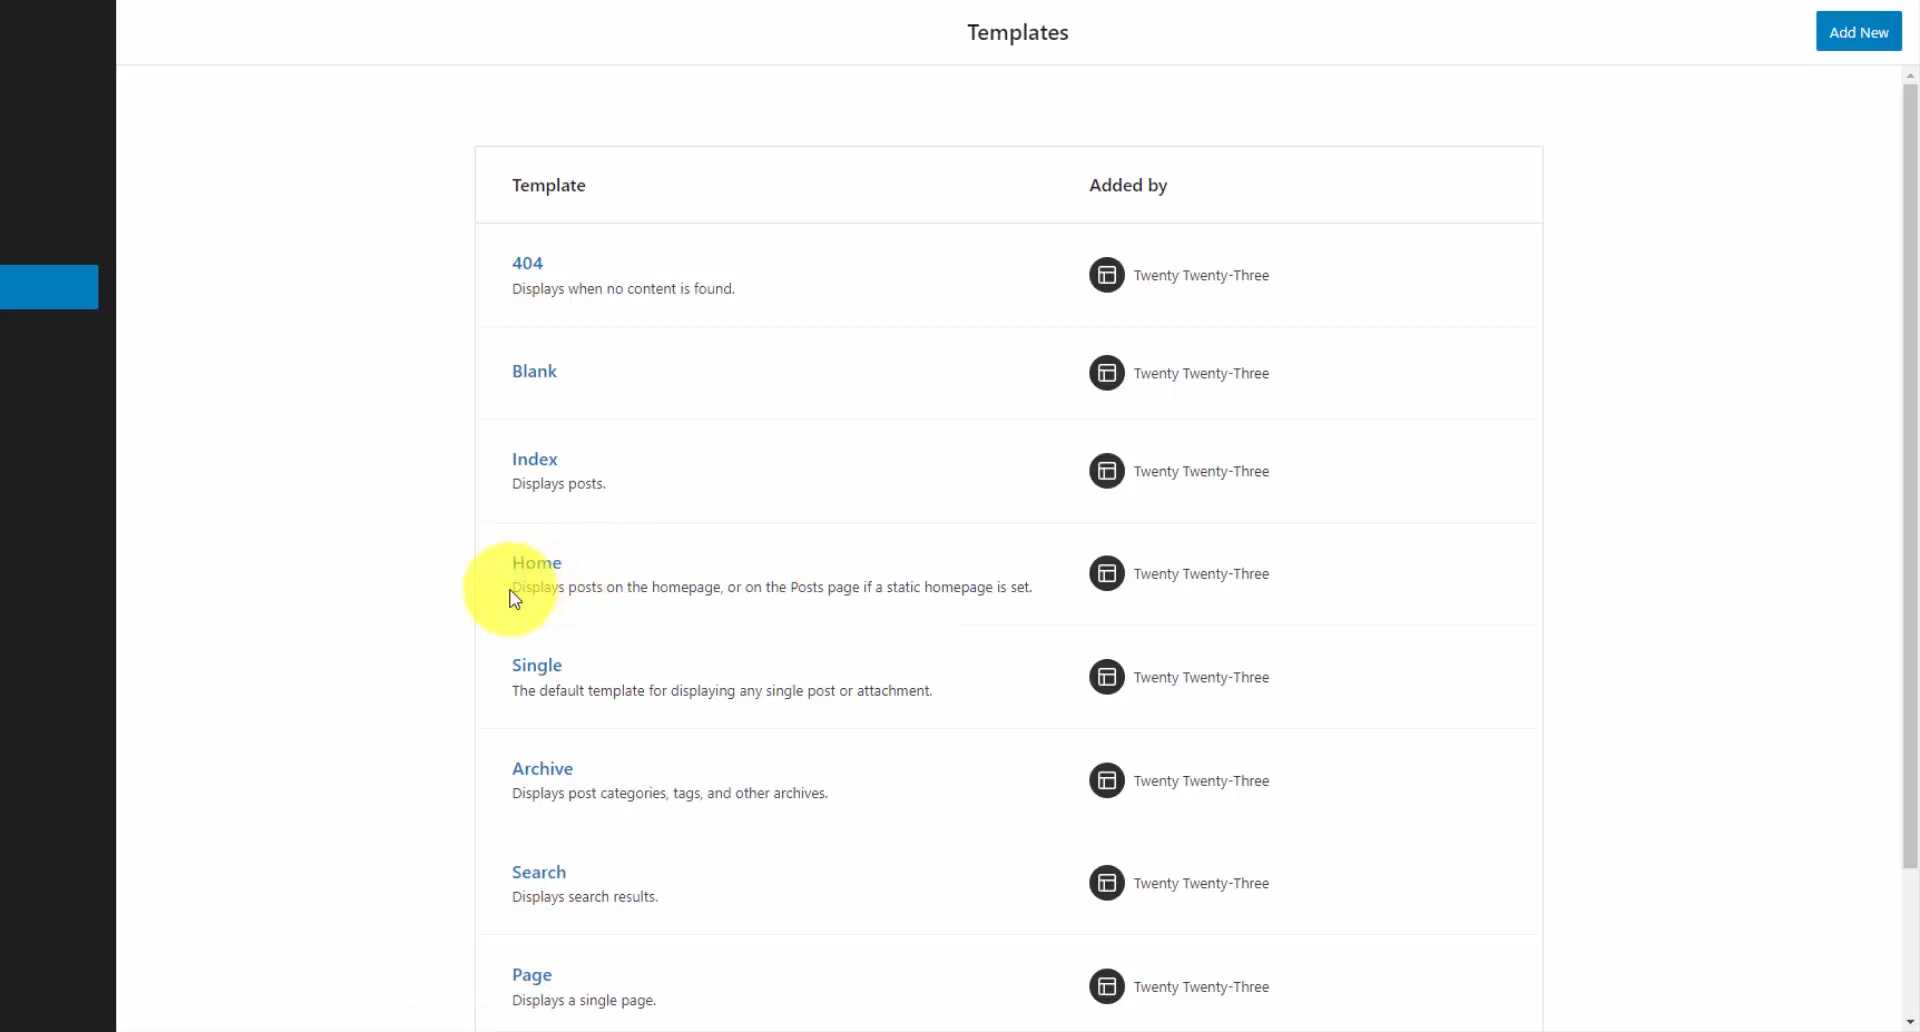 Templates
Add New
Template
Added by
404
Displays when no content is found.
Twenty Twenty-Three
Blank
Twenty Twenty-Three
Index
Displays posts.
Twenty Twenty-Three
Home
Displays posts on the homepage, or on the Posts page if a static homepage is set.
Twenty Twenty-Three
Single
The default template for displaying any single post or attachment.
Twenty Twenty-Three
Archive
Displays post categories, tags, and other archives.
Twenty Twenty-Three
Search
Displays search results.
Twenty Twenty-Three
Page
Displays a single page.
Twenty Twenty-Three